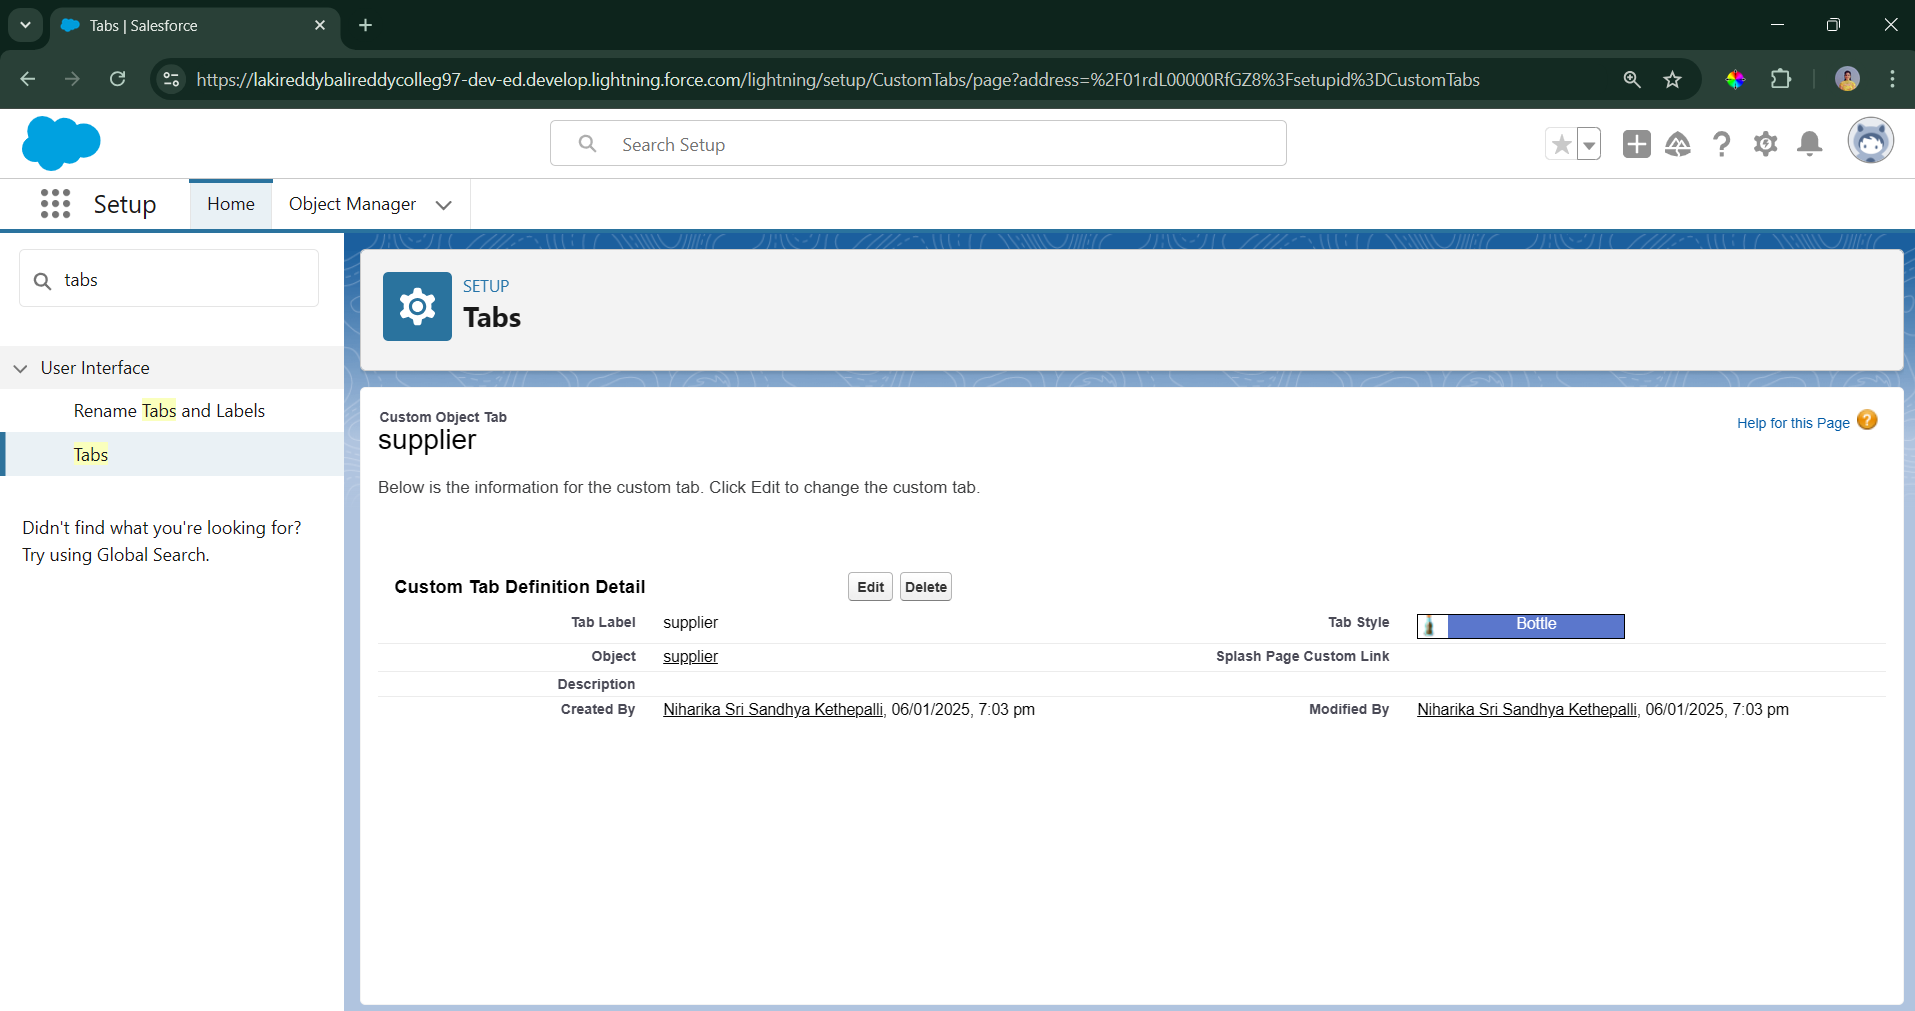 Tabs | Salesforce
https://lakireddybalireddycolleg97-dev-ed.develop.lightning.force.com/lightning/setup/CustomTabs/page?address=%2F01rdL00000RfGZ8%3Fsetupid%3DCustomTabs
Search Setup
Setup
Home
Object Manager
tabs
User Interface
Rename Tabs and Labels
Tabs
Didn't find what you're looking for?
Try using Global Search.
SETUP
Tabs
Custom Object Tab
supplier
Help for this Page
Below is the information for the custom tab. Click Edit to change the custom tab.
Custom Tab Definition Detail
Edit
Delete
Tab Label supplier Tab Style Bottle
Object supplier Splash Page Custom Link
Description
Created By Niharika Sri Sandhya Kethepalli, 06/01/2025, 7:03 pm Modified By Niharika Sri Sandhya Kethepalli, 06/01/2025, 7:03 pm